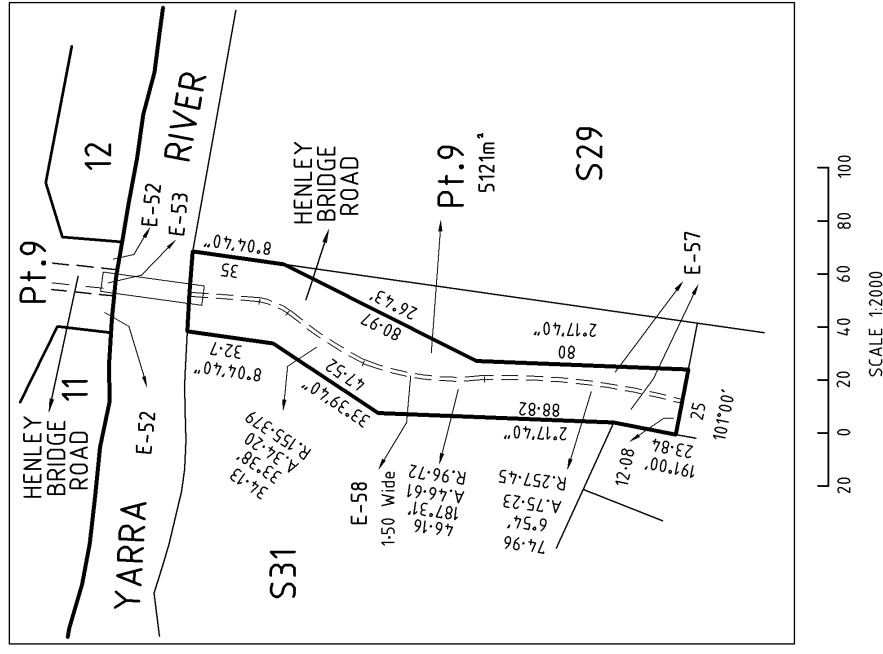 Pt.9
11
12
HENLEY
BRIDGE
ROAD
E-52
E-52
E-53
YARRA
RIVER
S31
8°04'40"
35
32·7
8°04'40"
HENLEY
BRIDGE
ROAD
26°43'
80·97
47·52
33°39'40"
34·13
33°38'
A.34·20
R.155·379
Pt.9
5121m²
S29
E-58
1·50 Wide
46·16
187°31'
A.46·61
R.96·72
88·82
2°17'40"
80
2°17'40"
74·96
6°54'
A.75·23
R.257·45
E-57
12·08
191°00'
23·84
25
101°00'
20
0
20
40
60
80
100
SCALE 1:2000